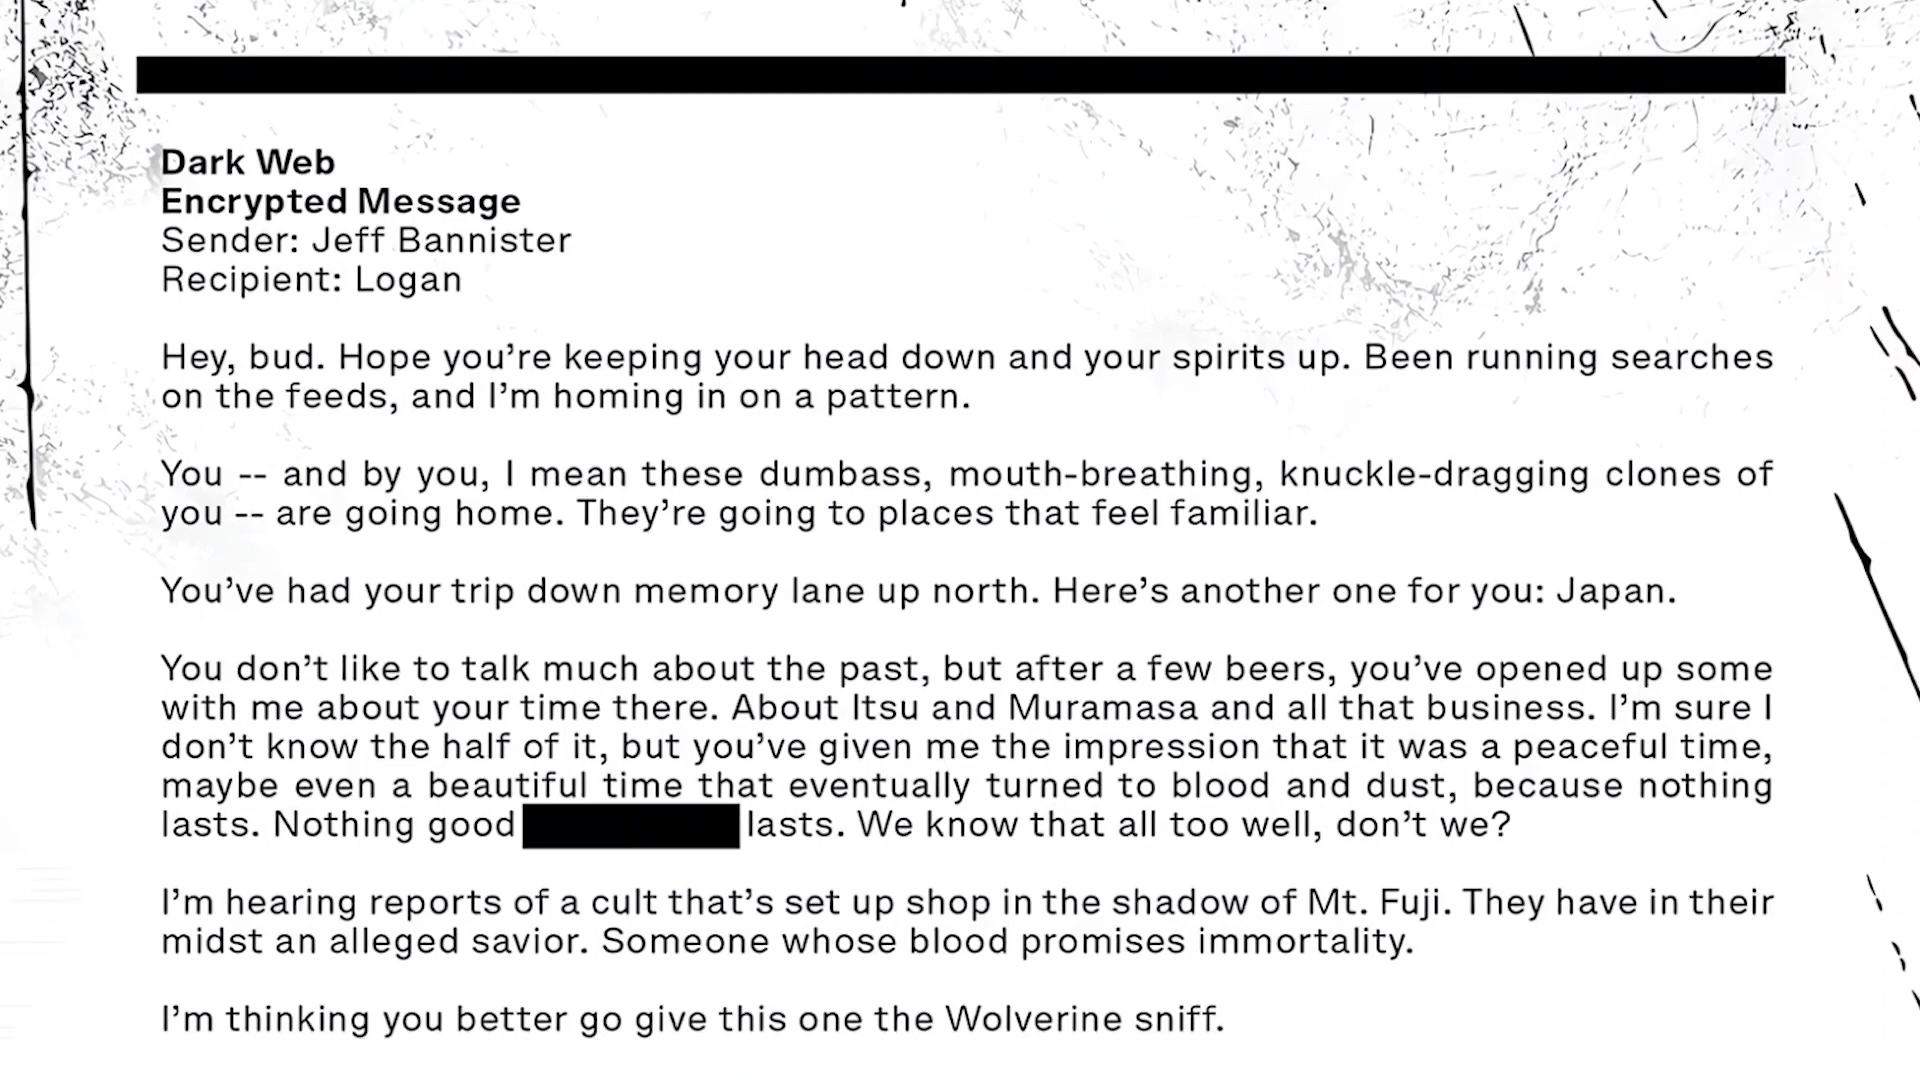 Dark Web
Encrypted Message
Sender: Jeff Bannister
Recipient: Logan
Hey, bud. Hope you’re keeping your head down and your spirits up. Been running searches
on the feeds, and I’m homing in on a pattern.
You -- and by you, I mean these dumbass, mouth-breathing, knuckle-dragging clones of
you -- are going home. They’re going to places that feel familiar.
You’ve had your trip down memory lane up north. Here’s another one for you: Japan.
You don’t like to talk much about the past, but after a few beers, you’ve opened up some
with me about your time there. About Itsu and Muramasa and all that business. I’m sure I
don’t know the half of it, but you’ve given me the impression that it was a peaceful time,
maybe even a beautiful time that eventually turned to blood and dust, because nothing
lasts. Nothing good lasts. We know that all too well, don’t we?
I’m hearing reports of a cult that’s set up shop in the shadow of Mt. Fuji. They have in their
midst an alleged savior. Someone whose blood promises immortality.
I’m thinking you better go give this one the Wolverine sniff.